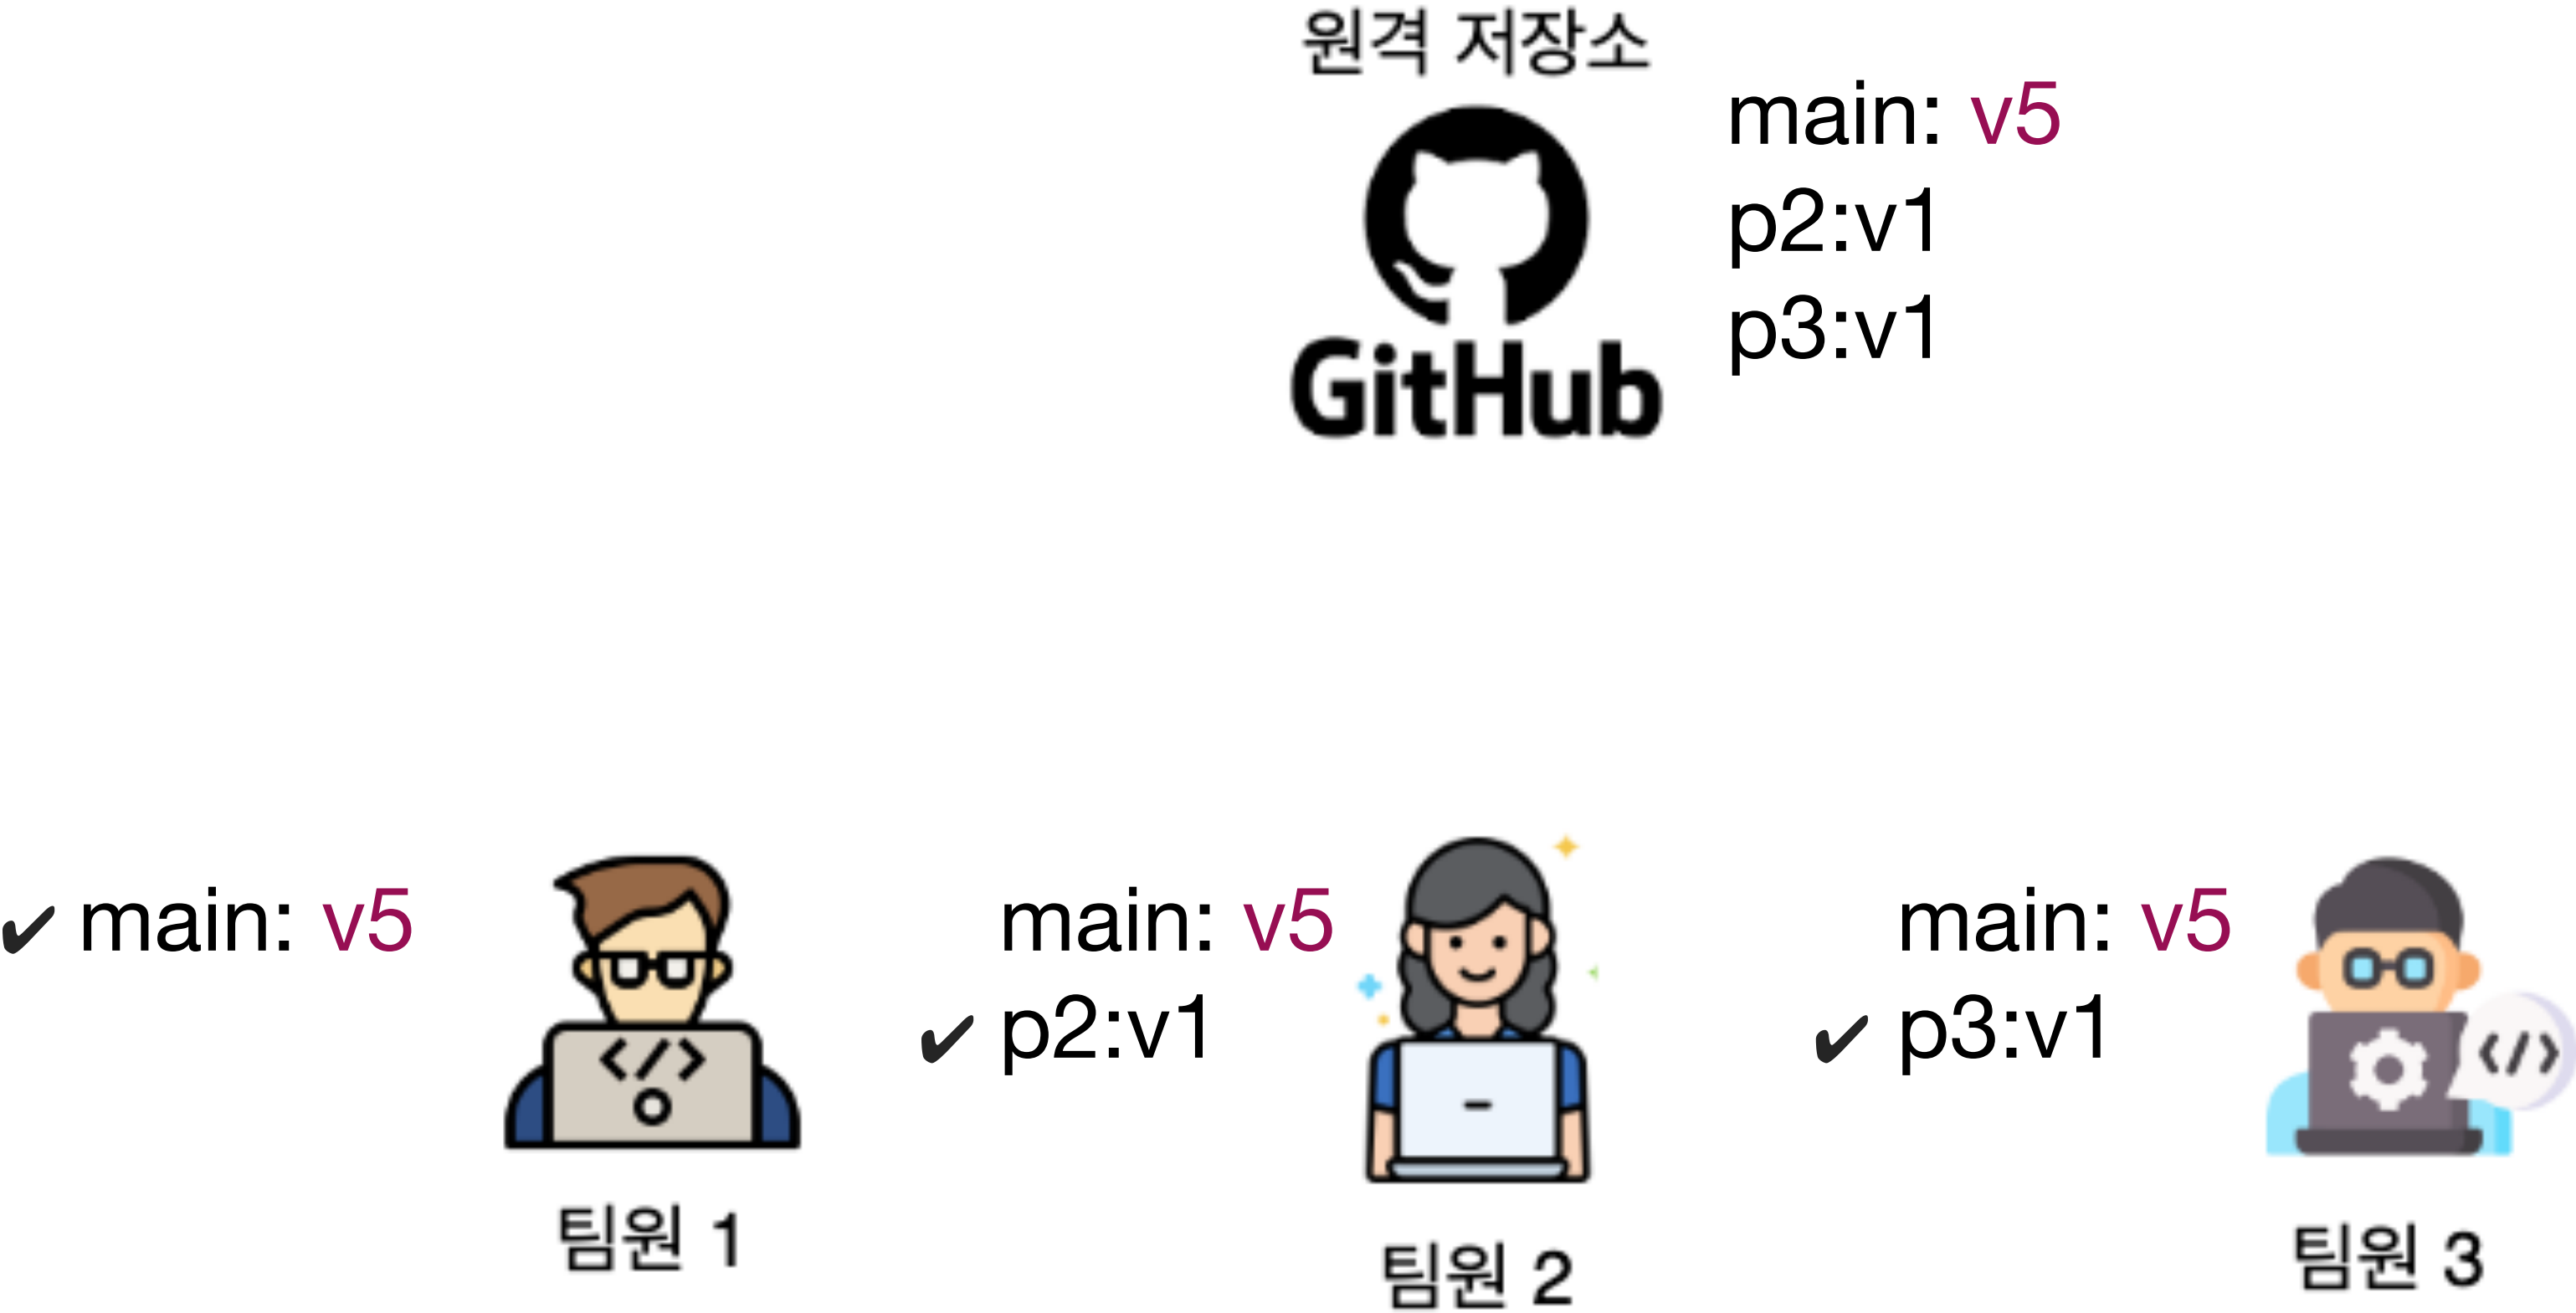 원격 저장소
main: v5
p2:v1
p3:v1
GitHub
✔ main: v5
</>
팀원 1
main: v5
✔ p2:v1
팀원 2
main: v5
✔ p3:v1
</>
팀원 3